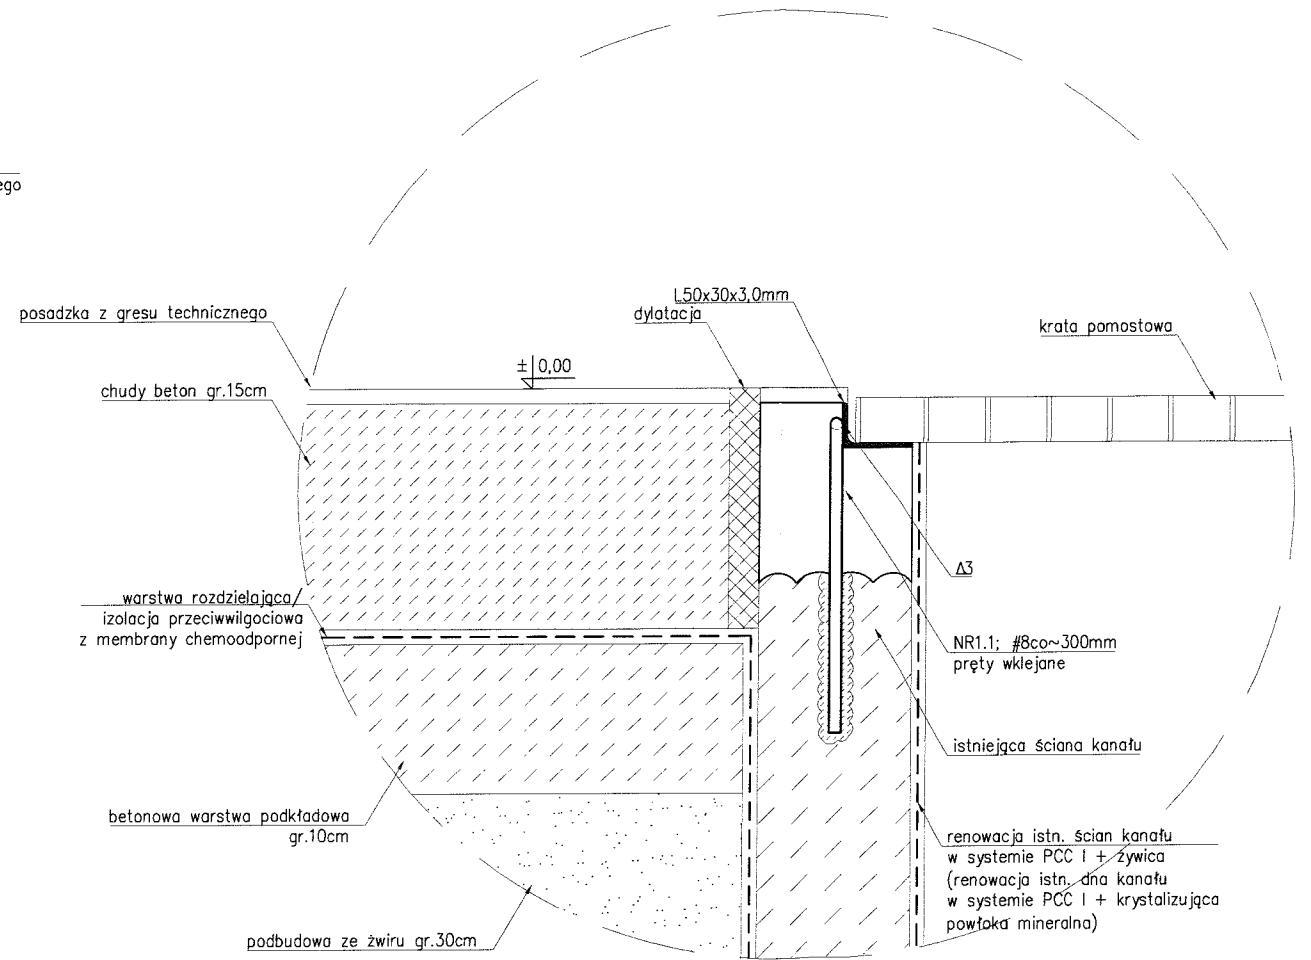 ego
L50x30x3,0mm
posadzka z gresu technicznego
dylatacja
krata pomostowa
± 0,00
chudy beton gr.15cm
Δ3
warstwa rozdzielająca/
izolacja przeciwwilgociowa
z membrany chemoodpornej
NR1.1; #8co~300mm
pręty wklejane
istniejąca ściana kanału
betonowa warstwa podkładowa
gr.10cm
renowacja istn. ścian kanału
w systemie PCC I + żywica
(renowacja istn. dna kanału
w systemie PCC I + krystalizująca
powłoka mineralna)
podbudowa ze żwiru gr.30cm